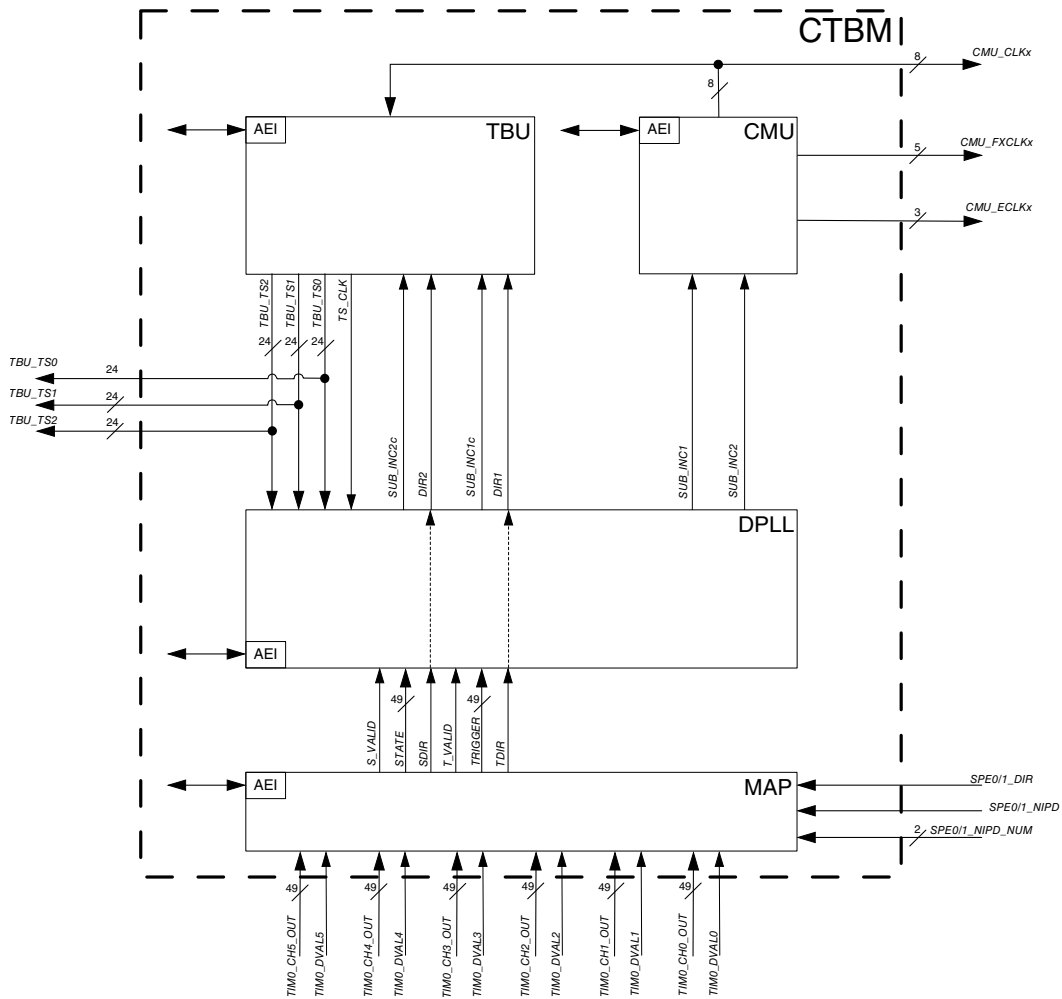 CTBM
8
CMU_CLKx
8
AEI
TBU
AEI
CMU
5
CMU_FXCLKx
3
CMU_ECLKx
TBU_TS2
TBU_TS1
TBU_TS0
TS_CLK
24
24
24
TBU_TS0
24
TBU_TS1
24
TBU_TS2
24
SUB_INC2c
DIR2
SUB_INC1c
DIR1
SUB_INC1
SUB_INC2
DPLL
AEI
49
49
S_VALID
STATE
SDIR
T_VALID
TRIGGER
TDIR
AEI
MAP
SPE0/1_DIR
SPE0/1_NIPD
2
SPE0/1_NIPD_NUM
49
49
49
49
49
49
TIM0_CH5_OUT
TIM0_DVAL5
TIM0_CH4_OUT
TIM0_DVAL4
TIM0_CH3_OUT
TIM0_DVAL3
TIM0_CH2_OUT
TIM0_DVAL2
TIM0_CH1_OUT
TIM0_DVAL1
TIM0_CH0_OUT
TIM0_DVAL0